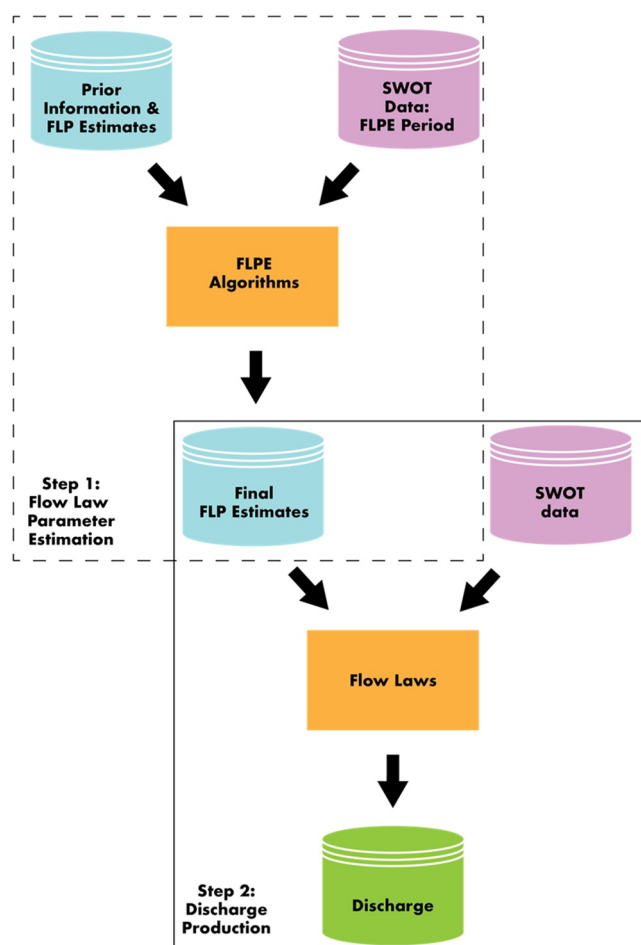 Prior
Information &
FLP Estimates
SWOT
Data:
FLPE Period
FLPE
Algorithms
Step 1:
Flow Law
Parameter
Estimation
Final
FLP Estimates
SWOT
data
Flow Laws
Step 2:
Discharge
Production
Discharge